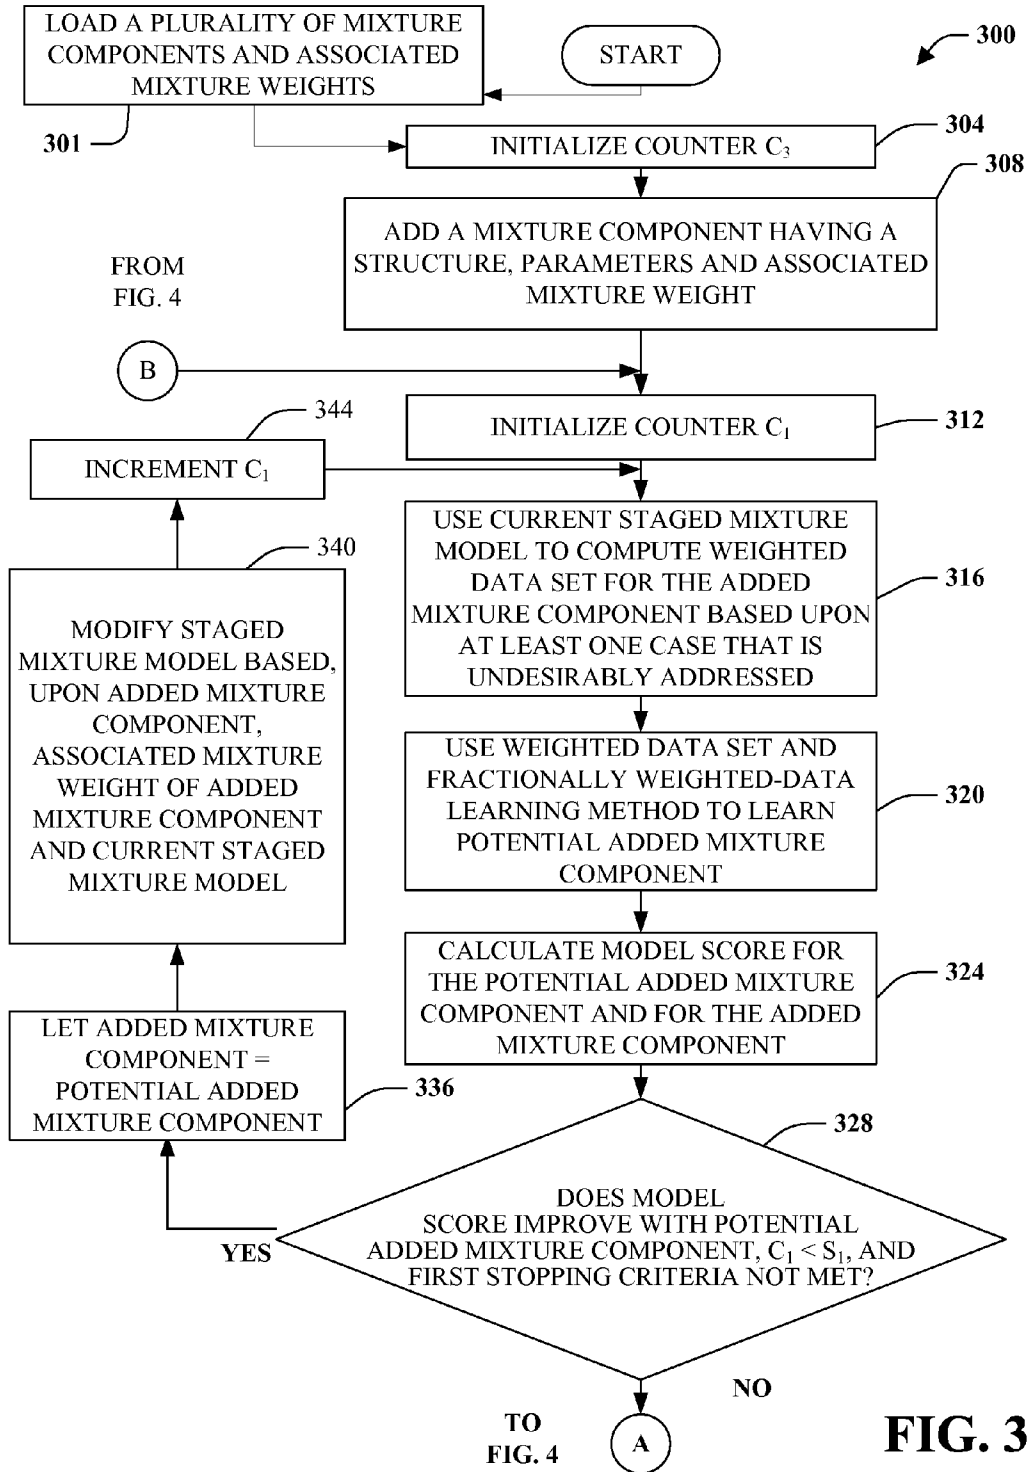 LOAD A PLURALITY OF MIXTURE
COMPONENTS AND ASSOCIATED
MIXTURE WEIGHTS
301
START
300
INITIALIZE COUNTER C₃
304
ADD A MIXTURE COMPONENT HAVING A
STRUCTURE, PARAMETERS AND ASSOCIATED
MIXTURE WEIGHT
308
FROM
FIG. 4
B
INITIALIZE COUNTER C₁
312
INCREMENT C₁
344
USE CURRENT STAGED MIXTURE
MODEL TO COMPUTE WEIGHTED
DATA SET FOR THE ADDED
MIXTURE COMPONENT BASED UPON
AT LEAST ONE CASE THAT IS
UNDESIRABLY ADDRESSED
316
USE WEIGHTED DATA SET AND
FRACTIONALLY WEIGHTED-DATA
LEARNING METHOD TO LEARN
POTENTIAL ADDED MIXTURE
COMPONENT
320
CALCULATE MODEL SCORE FOR
THE POTENTIAL ADDED MIXTURE
COMPONENT AND FOR THE ADDED
MIXTURE COMPONENT
324
DOES MODEL
SCORE IMPROVE WITH POTENTIAL
ADDED MIXTURE COMPONENT, C₁ < S₁, AND
FIRST STOPPING CRITERIA NOT MET?
328
YES
LET ADDED MIXTURE
COMPONENT =
POTENTIAL ADDED
MIXTURE COMPONENT
336
MODIFY STAGED
MIXTURE MODEL BASED,
UPON ADDED MIXTURE
COMPONENT,
ASSOCIATED MIXTURE
WEIGHT OF ADDED
MIXTURE COMPONENT
AND CURRENT STAGED
MIXTURE MODEL
340
NO
TO
FIG. 4
A
FIG. 3